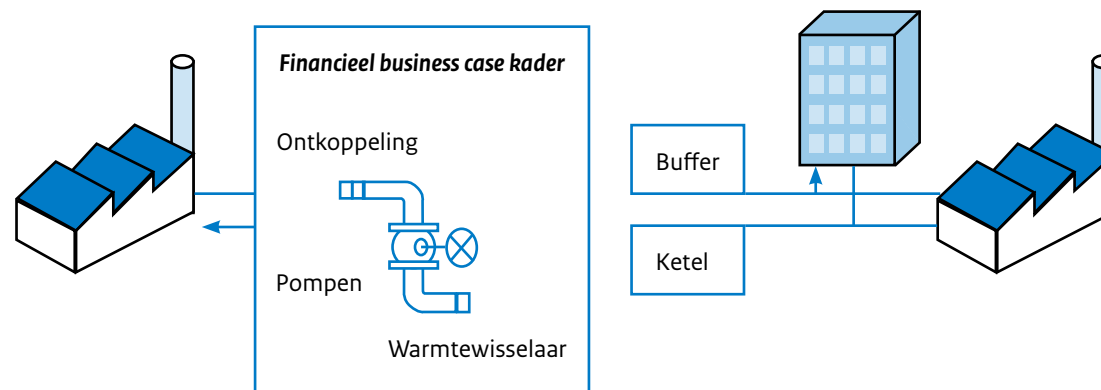 Financieel business case kader
Ontkoppeling
Pompen
Warmtewisselaar
Buffer
Ketel